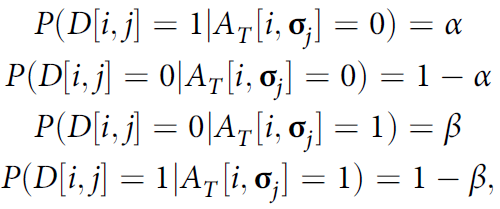 P(D[i,j] = 1|A_T[i, σ_j] = 0) = α
P(D[i,j] = 0|A_T[i, σ_j] = 0) = 1 − α
P(D[i,j] = 0|A_T[i, σ_j] = 1) = β
P(D[i,j] = 1|A_T[i, σ_j] = 1) = 1 − β,